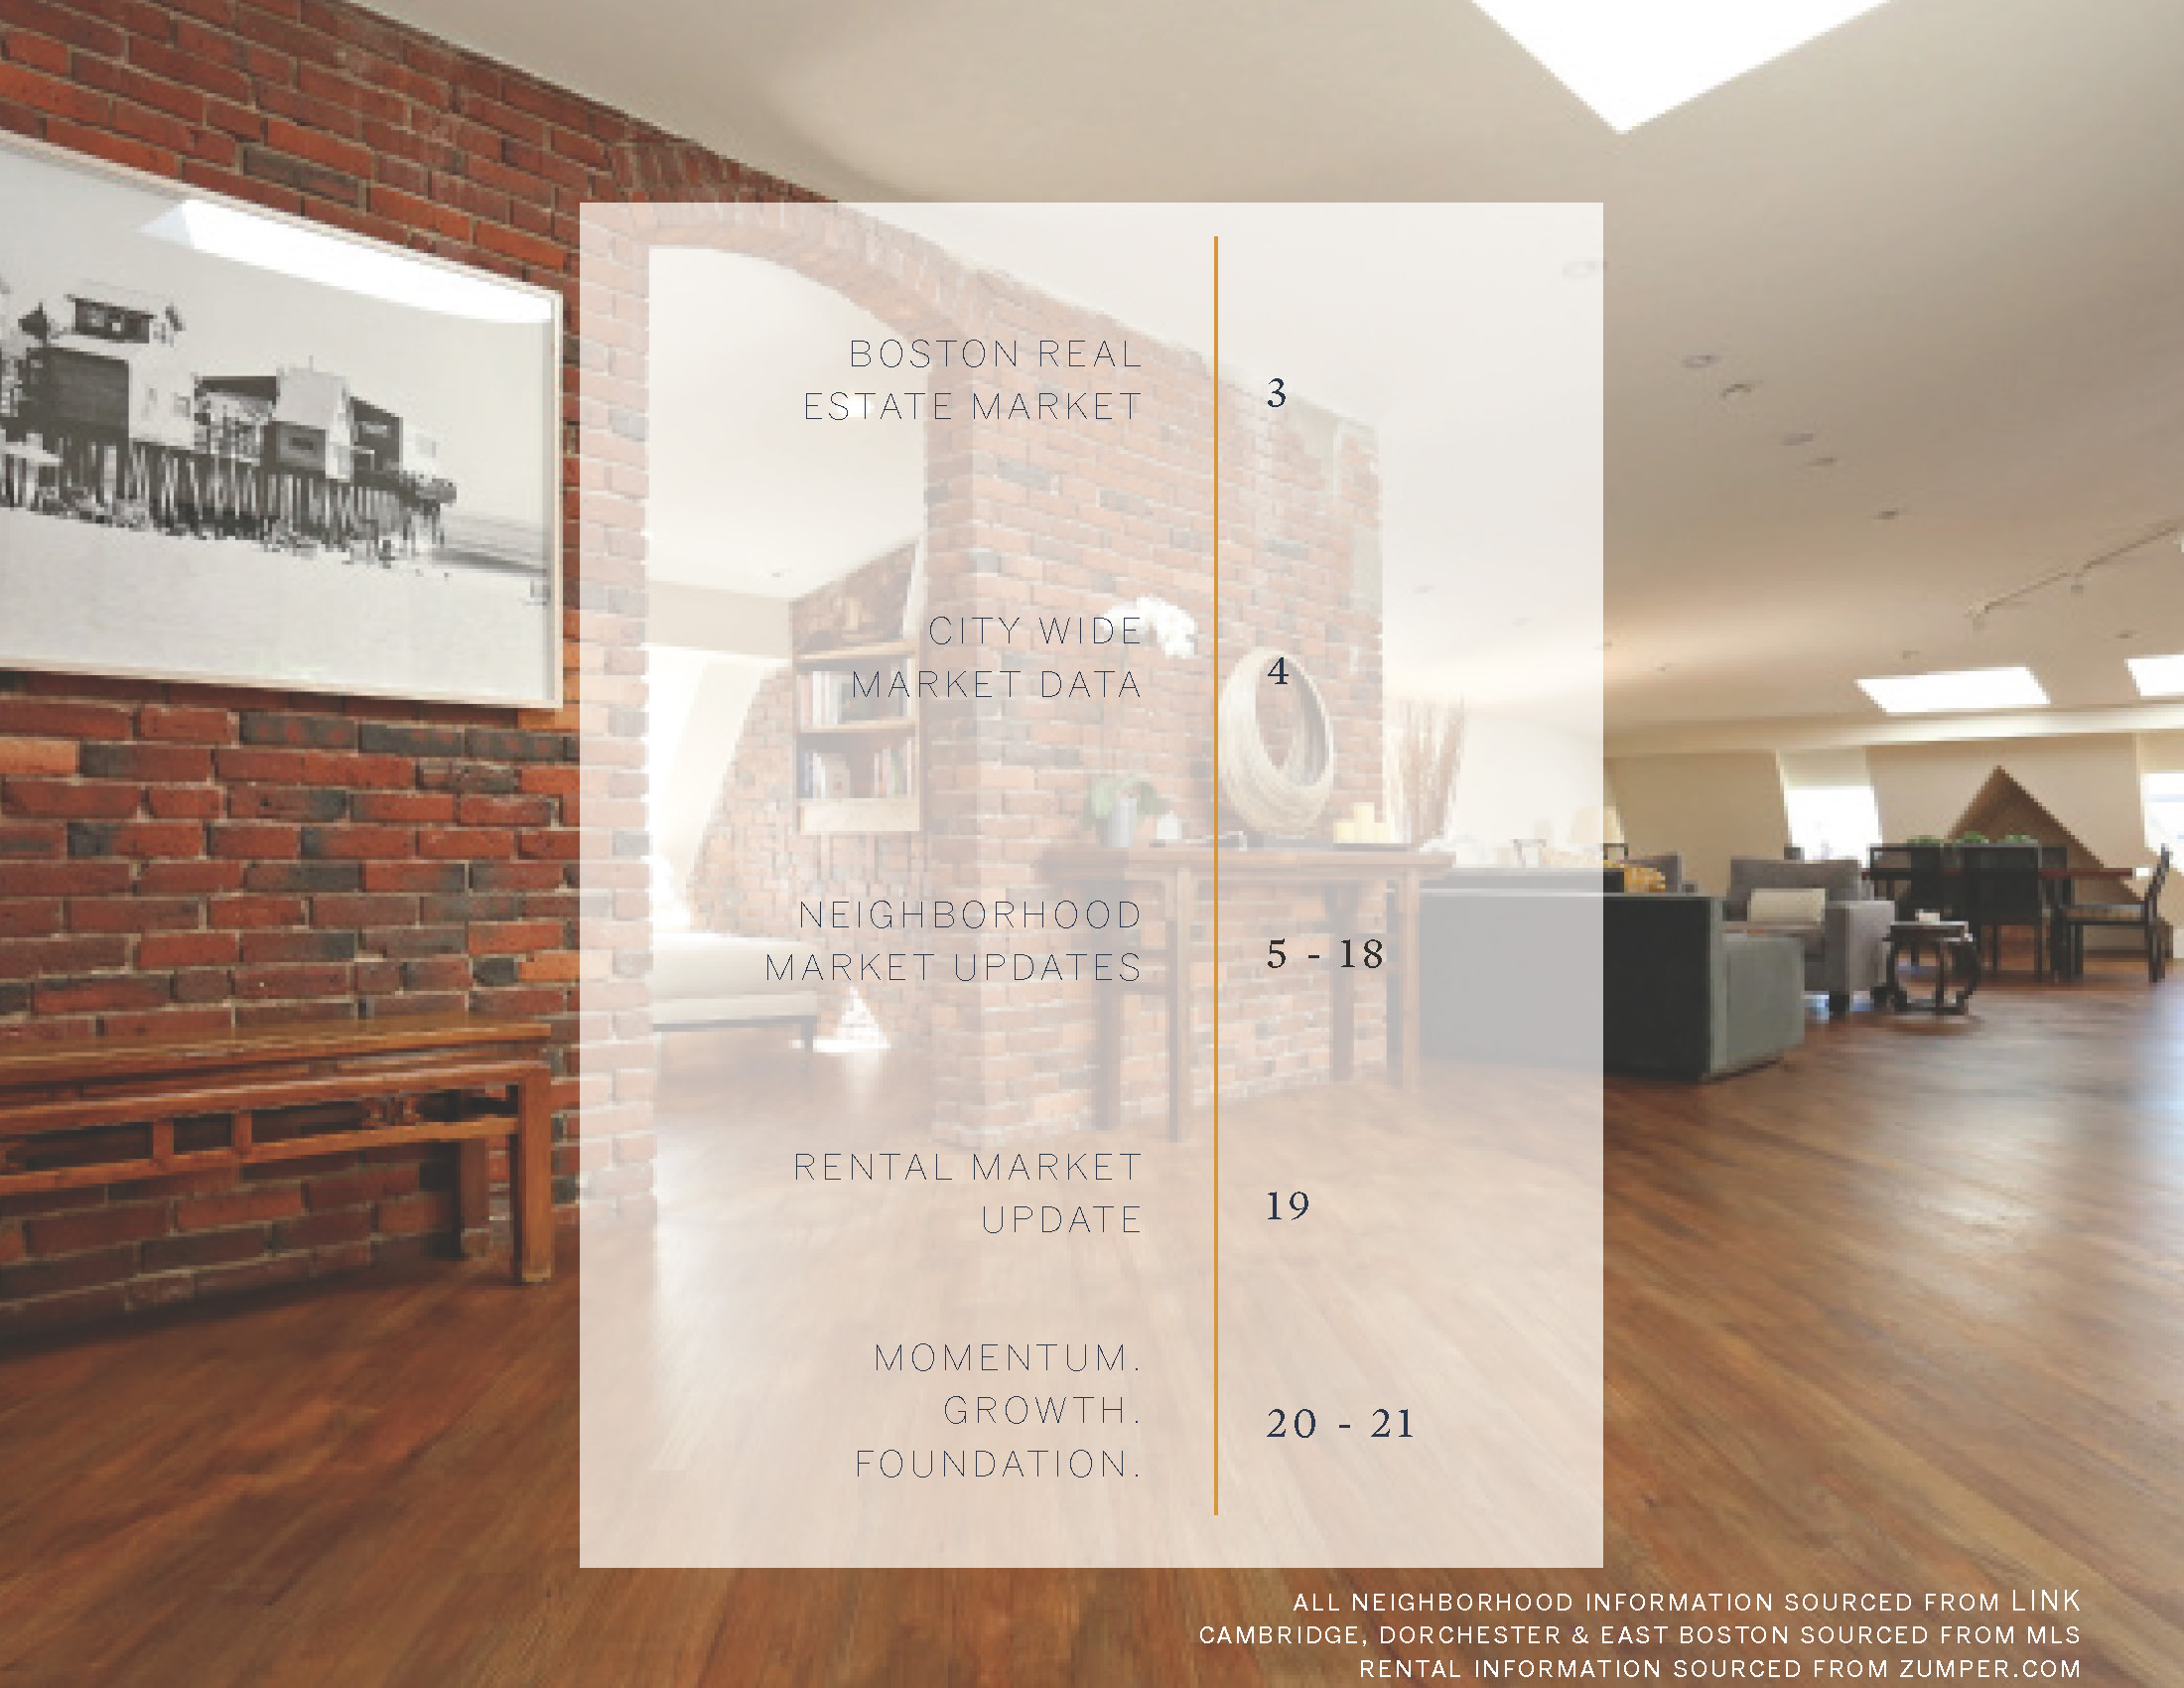 BOSTON REAL
ESTATE MARKET
3
CITY WIDE
MARKET DATA
4
NEIGHBORHOOD
MARKET UPDATES
5 - 18
RENTAL MARKET
UPDATE
19
MOMENTUM.
GROWTH.
FOUNDATION.
20 - 21
ALL NEIGHBORHOOD INFORMATION SOURCED FROM LINK
CAMBRIDGE, DORCHESTER & EAST BOSTON SOURCED FROM MLS
RENTAL INFORMATION SOURCED FROM ZUMPER.COM